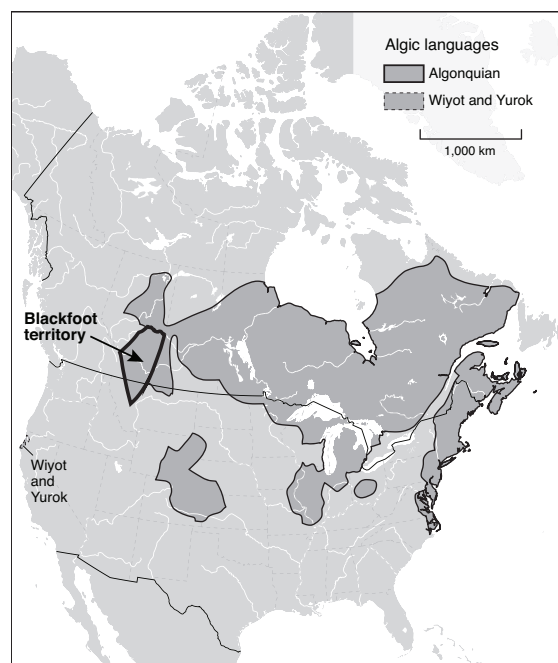 Algic languages
Algonquian
Wiyot and Yurok
1,000 km
Blackfoot
territory
Wiyot
and
Yurok